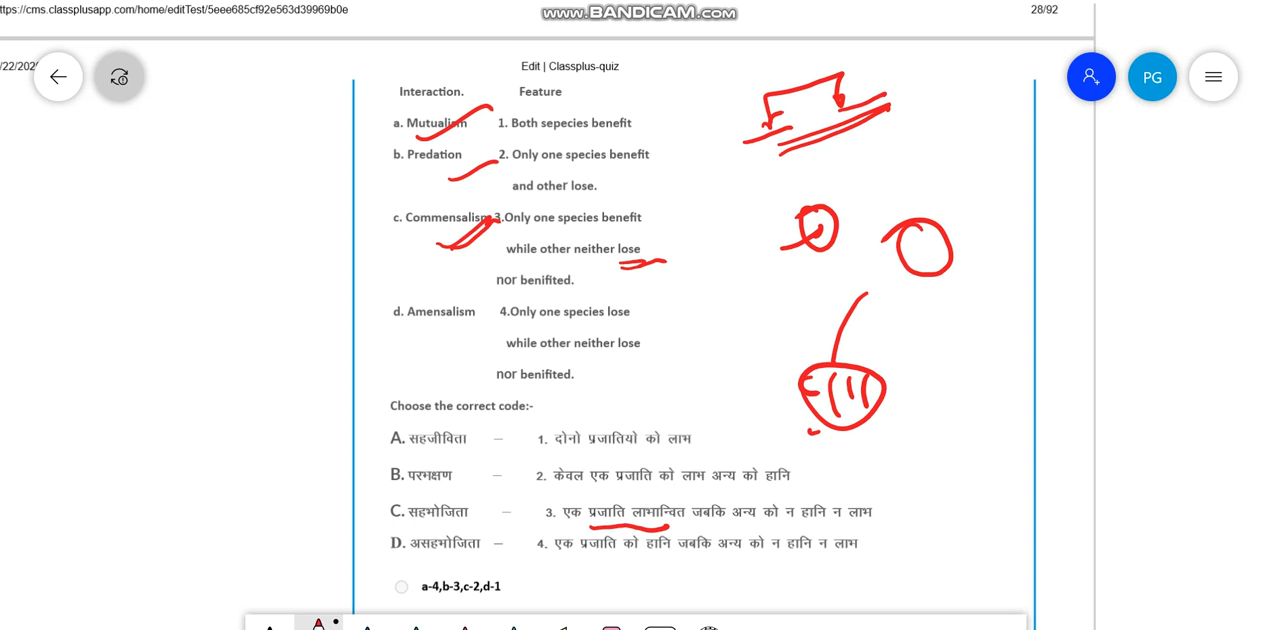 ttps://cms.classplusapp.com/home/editTest/5eee685cf92e563d39969b0e
www.BANDICAM.com
28/92
/22/2020
Edit | Classplus-quiz
PG
Interaction. Feature
a. Mutualism 1. Both sepecies benefit
b. Predation 2. Only one species benefit
and other lose.
c. Commensalism 3.Only one species benefit
while other neither lose
nor benifited.
d. Amensalism 4.Only one species lose
while other neither lose
nor benifited.
Choose the correct code:-
A. सहजीविता – 1. दोनो प्रजातियो को लाभ
B. परभक्षण – 2. केवल एक प्रजाति को लाभ अन्य को हानि
C. सहभोजिता – 3. एक प्रजाति लाभान्वित जबकि अन्य को न हानि न लाभ
D. असहभोजिता – 4. एक प्रजाति को हानि जबकि अन्य को न हानि न लाभ
a-4,b-3,c-2,d-1